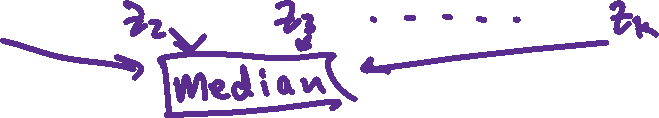 z₂ z₃ . . . . . . zₖ
Median